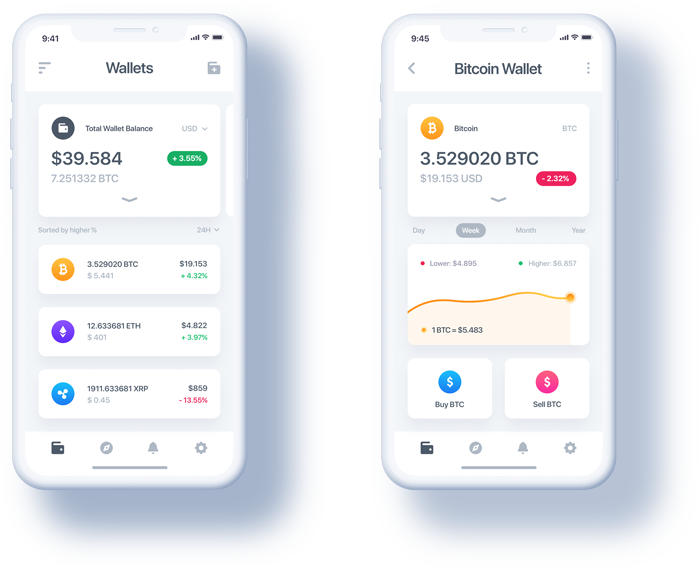 9:41
Wallets
Total Wallet Balance USD
$39.584 + 3.55%
7.251332 BTC
Sorted by higher % 24H
3.529020 BTC $19.153
$ 5,441 + 4.32%
12.633681 ETH $4.822
$ 401 + 3.97%
1911.633681 XRP $859
$ 0.45 - 13.55%
9:45
Bitcoin Wallet
Bitcoin BTC
3.529020 BTC
$19.153 USD - 2.32%
Day Week Month Year
Lower: $4.895 Higher: $6.857
1 BTC = $5.483
Buy BTC Sell BTC